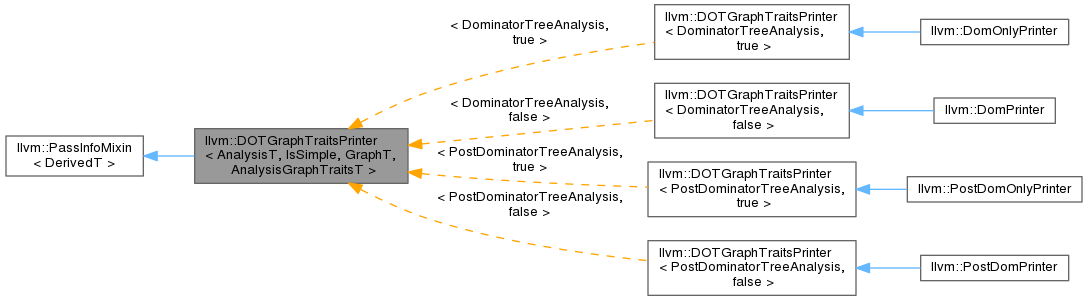 llvm::PassInfoMixin
< DerivedT >
llvm::DOTGraphTraitsPrinter
< AnalysisT, IsSimple, GraphT,
AnalysisGraphTraitsT >
< DominatorTreeAnalysis,
true >
< DominatorTreeAnalysis,
false >
< PostDominatorTreeAnalysis,
true >
< PostDominatorTreeAnalysis,
false >
llvm::DOTGraphTraitsPrinter
< DominatorTreeAnalysis,
true >
llvm::DOTGraphTraitsPrinter
< DominatorTreeAnalysis,
false >
llvm::DOTGraphTraitsPrinter
< PostDominatorTreeAnalysis,
true >
llvm::DOTGraphTraitsPrinter
< PostDominatorTreeAnalysis,
false >
llvm::DomOnlyPrinter
llvm::DomPrinter
llvm::PostDomOnlyPrinter
llvm::PostDomPrinter